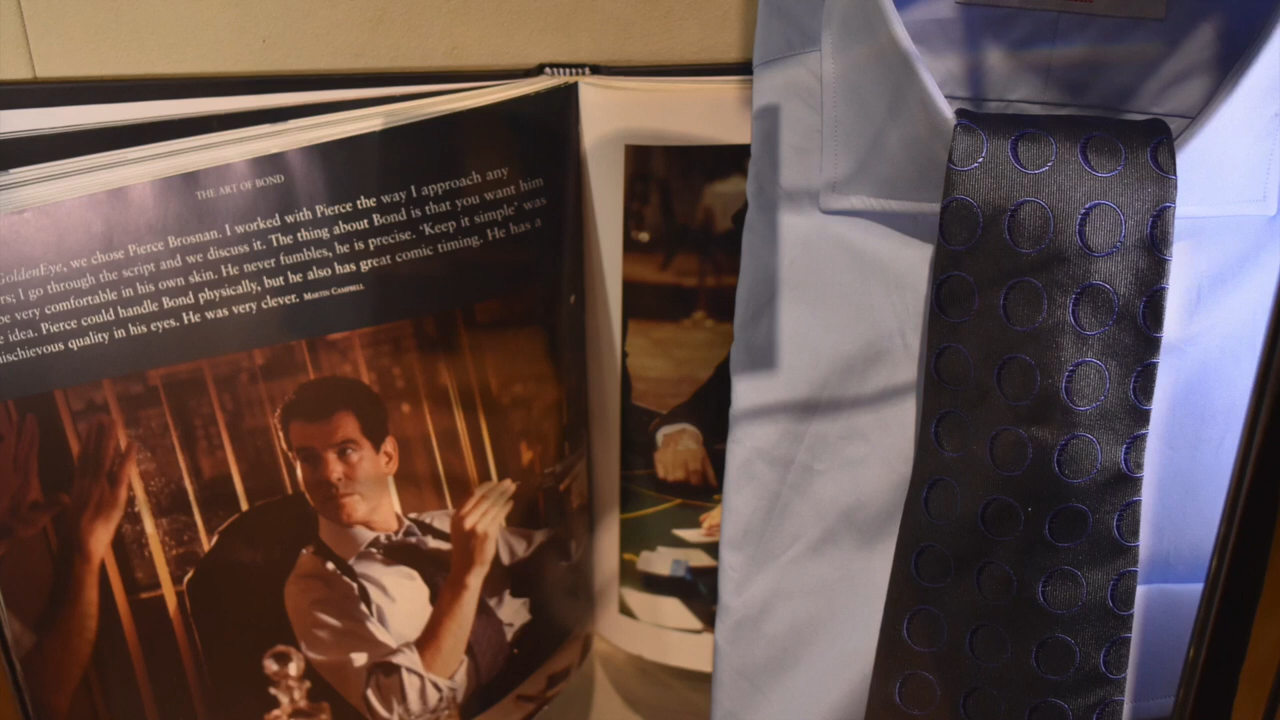 THE ART OF BOND
GoldenEye, we chose Pierce Brosnan. I worked with Pierce the way I approach any
rs; I go through the script and we discuss it. The thing about Bond is that you want him
be very comfortable in his own skin. He never fumbles, he is precise. ‘Keep it simple’ was
e idea. Pierce could handle Bond physically, but he also has great comic timing. He has a
ischievous quality in his eyes. He was very clever. MARTIN CAMPBELL